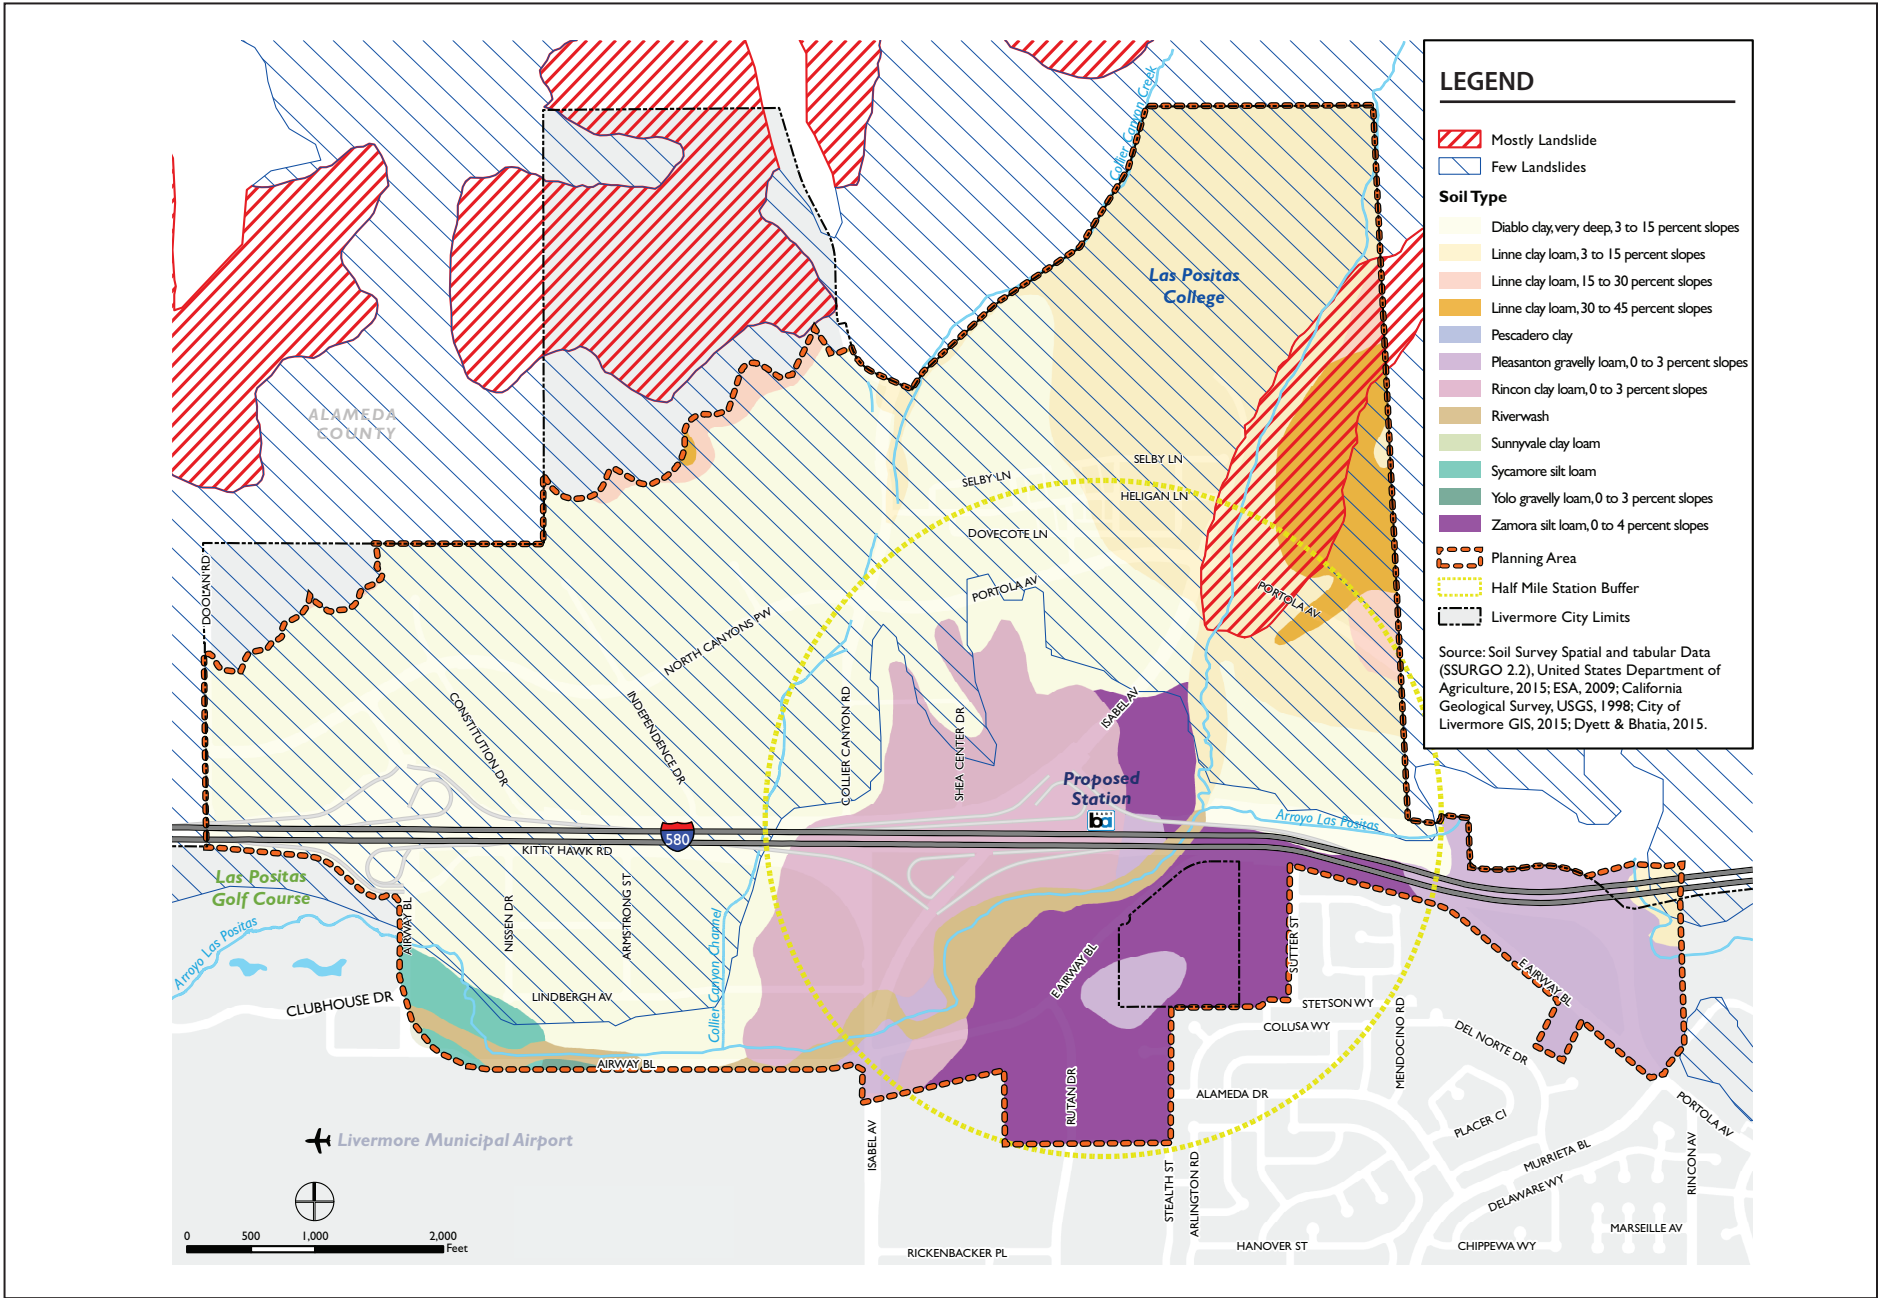 LEGEND
Mostly Landslide
Few Landslides
Soil Type
Diablo clay, very deep, 3 to 15 percent slopes
Linne clay loam, 3 to 15 percent slopes
Linne clay loam, 15 to 30 percent slopes
Linne clay loam, 30 to 45 percent slopes
Pescadero clay
Pleasanton gravelly loam, 0 to 3 percent slopes
Rincon clay loam, 0 to 3 percent slopes
Riverwash
Sunnyvale clay loam
Sycamore silt loam
Yolo gravelly loam, 0 to 3 percent slopes
Zamora silt loam, 0 to 4 percent slopes
Planning Area
Half Mile Station Buffer
Livermore City Limits
Source: Soil Survey Spatial and tabular Data
(SSURGO 2.2), United States Department of
Agriculture, 2015; ESA, 2009; California
Geological Survey, USGS, 1998; City of
Livermore GIS, 2015; Dyett & Bhatia, 2015.
Collier Canyon Creek
Las Positas
College
ALAMEDA
COUNTY
SELBY LN
SELBY LN
HELIGAN LN
DOVECOTE LN
PORTOLA AV
PORTOLA AV
DOOLAN RD
NORTH CANYONS PW
CONSTITUTION DR
INDEPENDENCE DR
COLLIER CANYON RD
SHEA CENTER DR
ISABEL AV
Proposed
Station
ba
Arroyo Las Positas
580
KITTY HAWK RD
Las Positas
Golf Course
Arroyo Las Positas
AIRWAY BL
NISSEN DR
ARMSTRONG ST
Collier Canyon Channel
E AIRWAY BL
SUTTER ST
E AIRWAY BL
CLUBHOUSE DR
LINDBERGH AV
STETSON WY
COLUSA WY
MENDOCINO RD
DEL NORTE DR
AIRWAY BL
RUTAN DR
ALAMEDA DR
PLACER CI
PORTOLA AV
Livermore Municipal Airport
ISABEL AV
STEALTH ST
ARLINGTON RD
MURRIETA BL
DELAWARE WY
RINCON AV
MARSEILLE AV
0 500 1,000 2,000
Feet
RICKENBACKER PL
HANOVER ST
CHIPPEWA WY